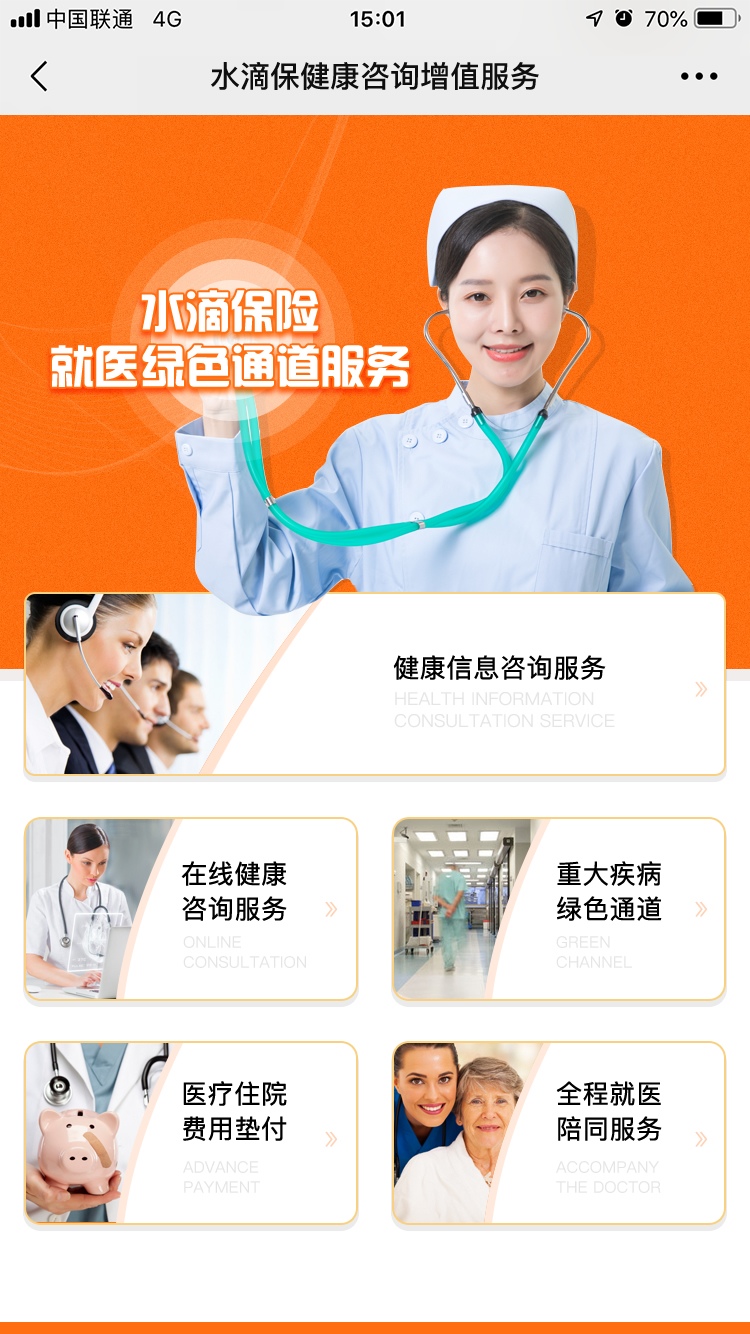 中国联通 4G 15:01 70%
水滴保健康咨询增值服务
水滴保险
就医绿色通道服务
健康信息咨询服务
HEALTH INFORMATION
CONSULTATION SERVICE
在线健康
咨询服务
ONLINE
CONSULTATION
重大疾病
绿色通道
GREEN
CHANNEL
医疗住院
费用垫付
ADVANCE
PAYMENT
全程就医
陪同服务
ACCOMPANY
THE DOCTOR